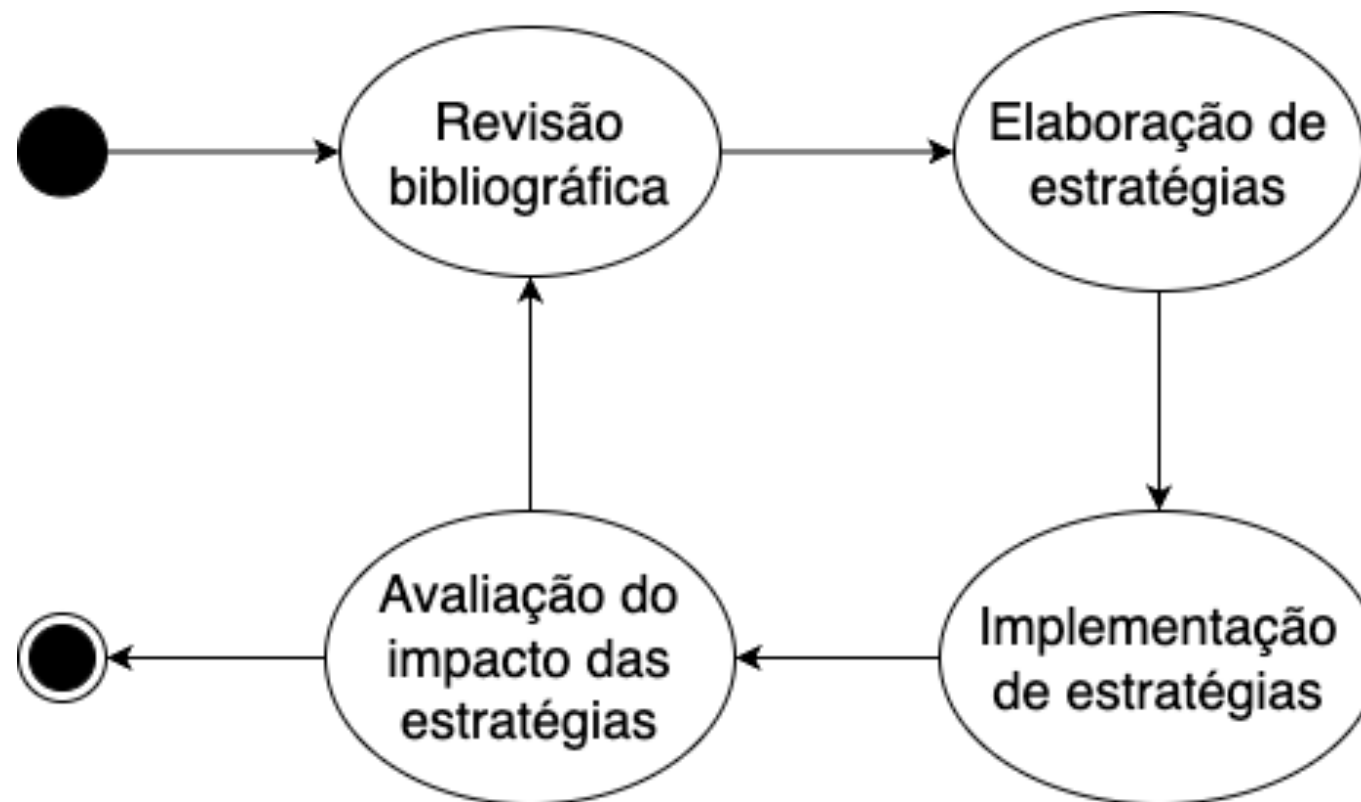 Revisão
bibliográfica
Elaboração de
estratégias
Avaliação do
impacto das
estratégias
Implementação
de estratégias